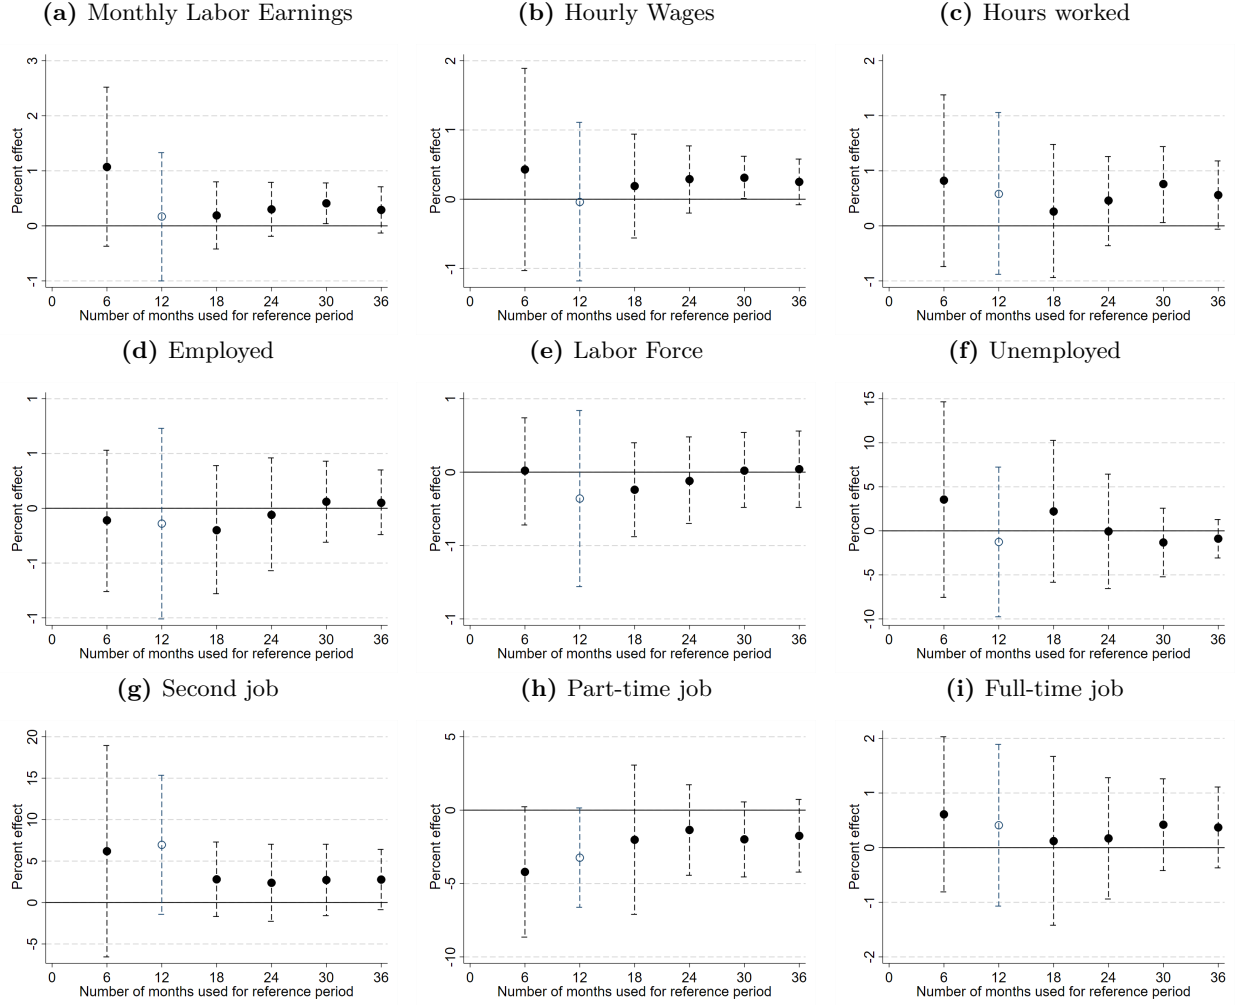 (a) Monthly Labor Earnings
Percent effect
3
2
1
0
-1
0 6 12 18 24 30 36
Number of months used for reference period
(b) Hourly Wages
Percent effect
2
1
0
-1
0 6 12 18 24 30 36
Number of months used for reference period
(c) Hours worked
Percent effect
2
1
1
0
-1
0 6 12 18 24 30 36
Number of months used for reference period
(d) Employed
Percent effect
1
1
0
-1
-1
0 6 12 18 24 30 36
Number of months used for reference period
(e) Labor Force
Percent effect
1
0
-1
-1
0 6 12 18 24 30 36
Number of months used for reference period
(f) Unemployed
Percent effect
15
10
5
0
-5
-10
0 6 12 18 24 30 36
Number of months used for reference period
(g) Second job
Percent effect
20
15
10
5
0
-5
0 6 12 18 24 30 36
Number of months used for reference period
(h) Part-time job
Percent effect
5
0
-5
-10
0 6 12 18 24 30 36
Number of months used for reference period
(i) Full-time job
Percent effect
2
1
0
-1
-2
0 6 12 18 24 30 36
Number of months used for reference period